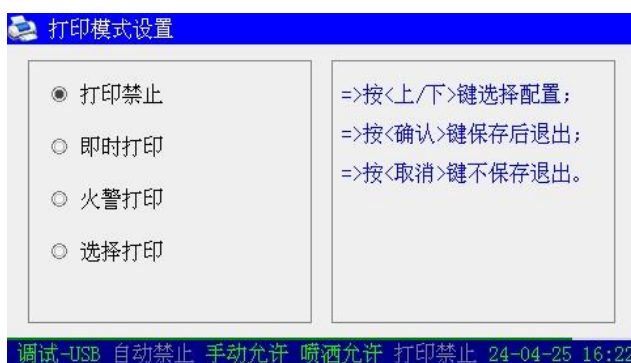 打印模式设置
打印禁止
即时打印
火警打印
选择打印
=>按<上/下>键选择配置;
=>按<确认>键保存后退出;
=>按<取消>键不保存退出。
调试-USB 自动禁止 手动允许 喷洒允许 打印禁止 24-04-25 16:22